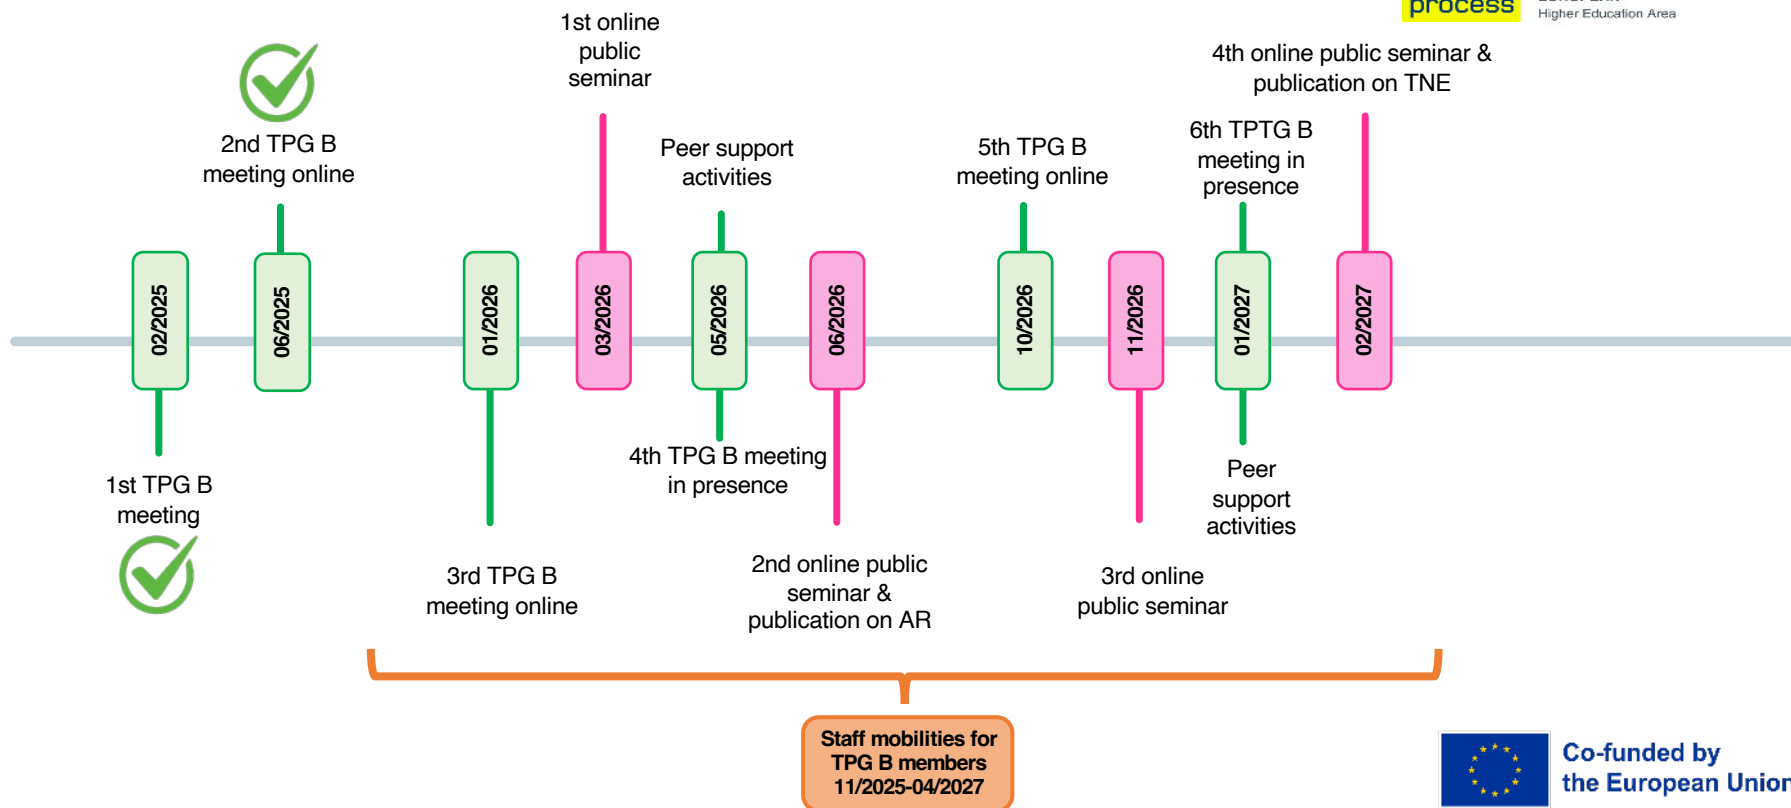 process
Higher Education Area
1st online
public
seminar
4th online public seminar &
publication on TNE
2nd TPG B
meeting online
Peer support
activities
5th TPG B
meeting online
6th TPTG B
meeting in
presence
02/2025
06/2025
01/2026
03/2026
05/2026
06/2026
10/2026
11/2026
01/2027
02/2027
1st TPG B
meeting
4th TPG B meeting
in presence
Peer
support
activities
3rd TPG B
meeting online
2nd online public
seminar &
publication on AR
3rd online
public seminar
Staff mobilities for
TPG B members
11/2025-04/2027
Co-funded by
the European Union